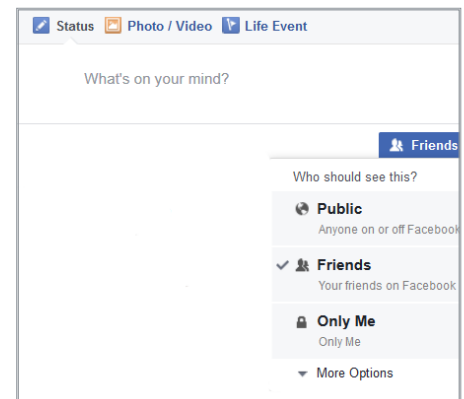 Status Photo / Video Life Event
What's on your mind?
Friends
Who should see this?
Public
Anyone on or off Facebook
Friends
Your friends on Facebook
Only Me
Only Me
More Options